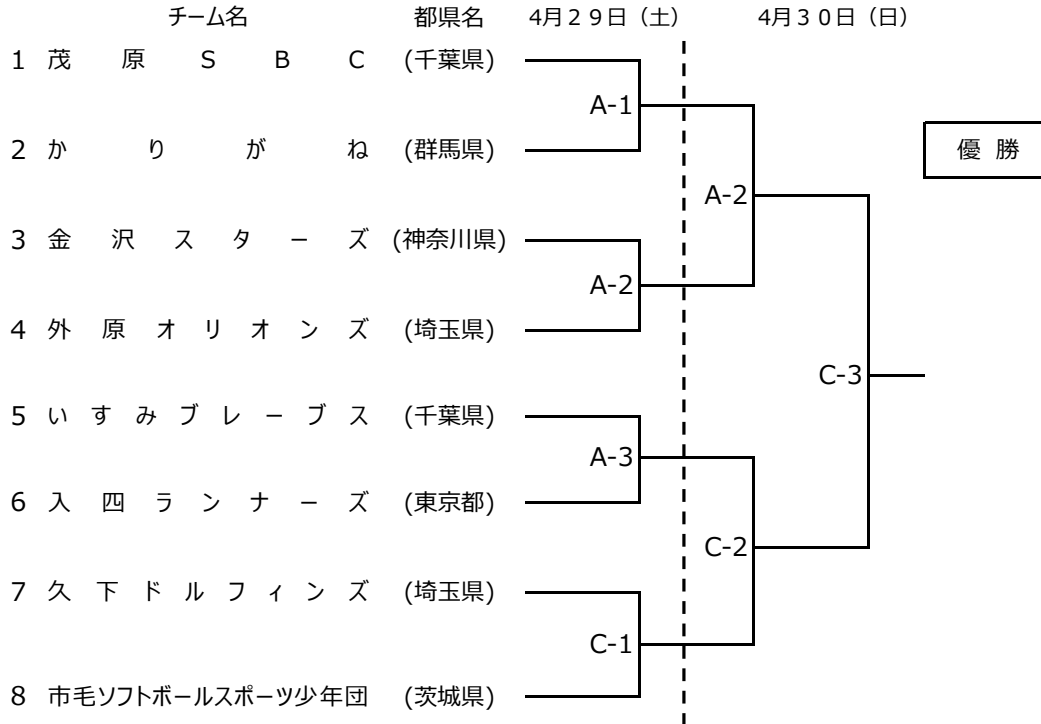 チーム名 都県名 4月29日（土） 4月30日（日）
1 茂原SBC (千葉県)
A-1
2 かりがね (群馬県)
優勝
A-2
3 金沢スターズ (神奈川県)
A-2
4 外原オリオンズ (埼玉県)
C-3
5 いすみブレーブス (千葉県)
A-3
6 入四ランナーズ (東京都)
C-2
7 久下ドルフィンズ (埼玉県)
C-1
8 市毛ソフトボールスポーツ少年団 (茨城県)